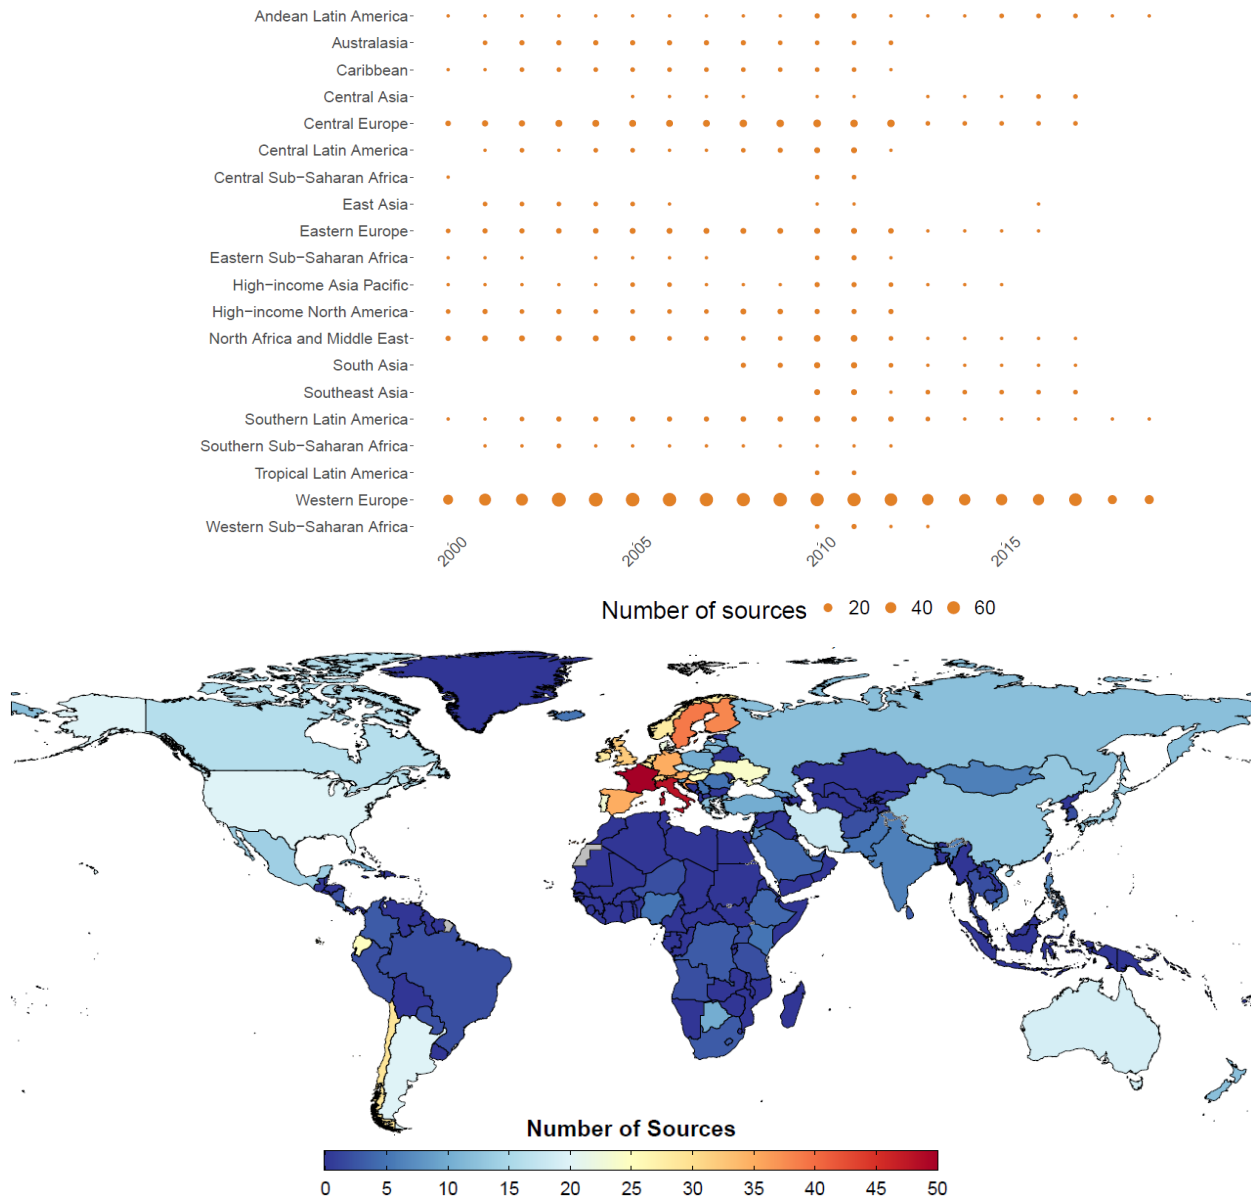 Andean Latin America
Australasia
Caribbean
Central Asia
Central Europe
Central Latin America
Central Sub−Saharan Africa
East Asia
Eastern Europe
Eastern Sub−Saharan Africa
High−income Asia Pacific
High−income North America
North Africa and Middle East
South Asia
Southeast Asia
Southern Latin America
Southern Sub−Saharan Africa
Tropical Latin America
Western Europe
Western Sub−Saharan Africa
2000 2005 2010 2015
Number of sources 20 40 60
Number of Sources
0 5 10 15 20 25 30 35 40 45 50